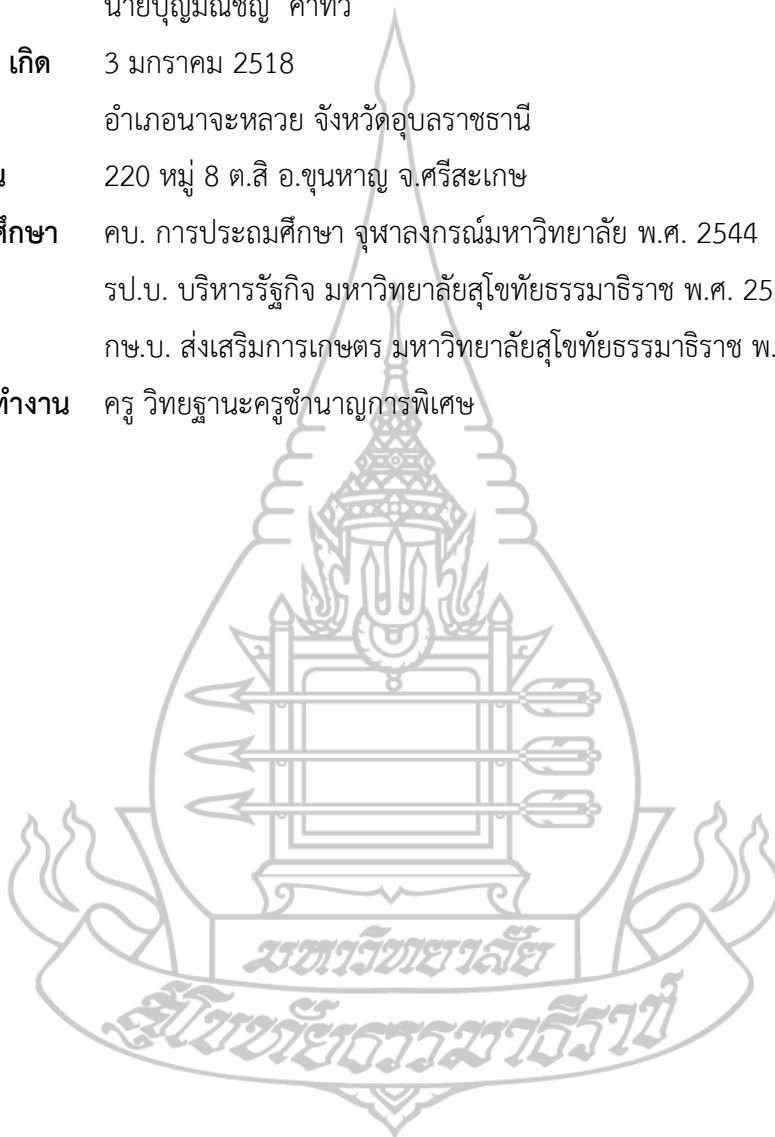 นายบุญมณีชัญ คำทวี
เกิด 3 มกราคม 2518
อำเภอนาจะหลวย จังหวัดอุบลราชธานี
220 หมู่ 8 ต.สิ อ.ขุนหาญ จ.ศรีสะเกษ
คบ. การประถมศึกษา จุฬาลงกรณ์มหาวิทยาลัย พ.ศ. 2544
รป.บ. บริหารรัฐกิจ มหาวิทยาลัยสุโขทัยธรรมาธิราช พ.ศ.
กษ.บ. ส่งเสริมการเกษตร มหาวิทยาลัยสุโขทัยธรรมาธิราช
ทำงาน ครู วิทยฐานะครูชำนาญการพิเศษ
มหาวิทยาลัย
สุโขทัยธรรมาธิราช